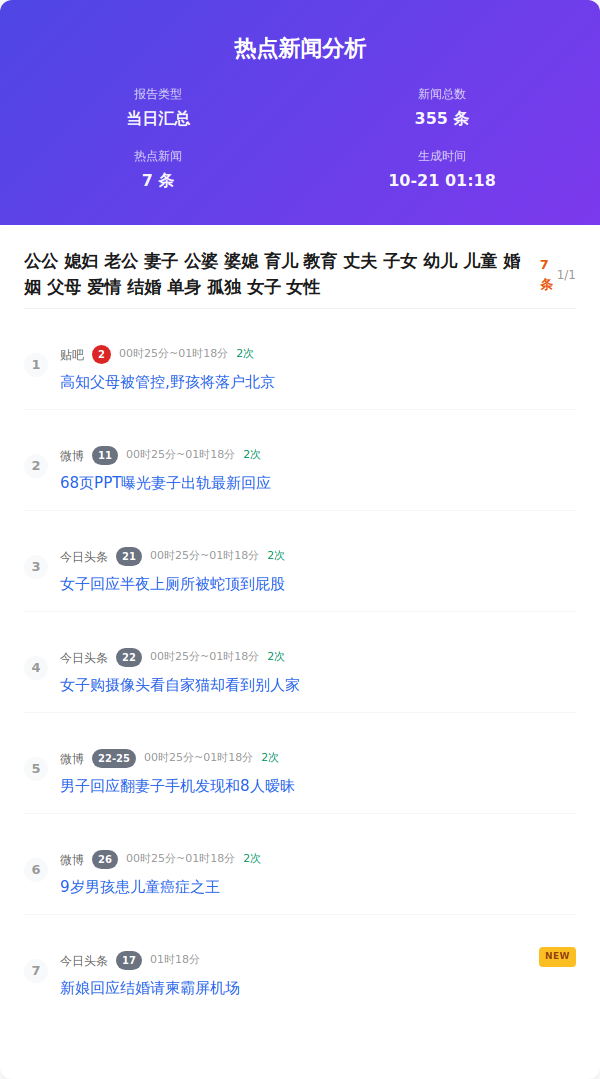 热点新闻分析
报告类型
当日汇总
新闻总数
355 条
热点新闻
7 条
生成时间
10-21 01:18
公公 媳妇 老公 妻子 公婆 婆媳 育儿 教育 丈夫 子女 幼儿 儿童 婚
姻 父母 爱情 结婚 单身 孤独 女子 女性
7
条
1/1
1
贴吧 2 00时25分~01时18分 2次
高知父母被管控,野孩将落户北京
2
微博 11 00时25分~01时18分 2次
68页PPT曝光妻子出轨最新回应
3
今日头条 21 00时25分~01时18分 2次
女子回应半夜上厕所被蛇顶到屁股
4
今日头条 22 00时25分~01时18分 2次
女子购摄像头看自家猫却看到别人家
5
微博 22-25 00时25分~01时18分 2次
男子回应翻妻子手机发现和8人暧昧
6
微博 26 00时25分~01时18分 2次
9岁男孩患儿童癌症之王
7
今日头条 17 01时18分
NEW
新娘回应结婚请柬霸屏机场